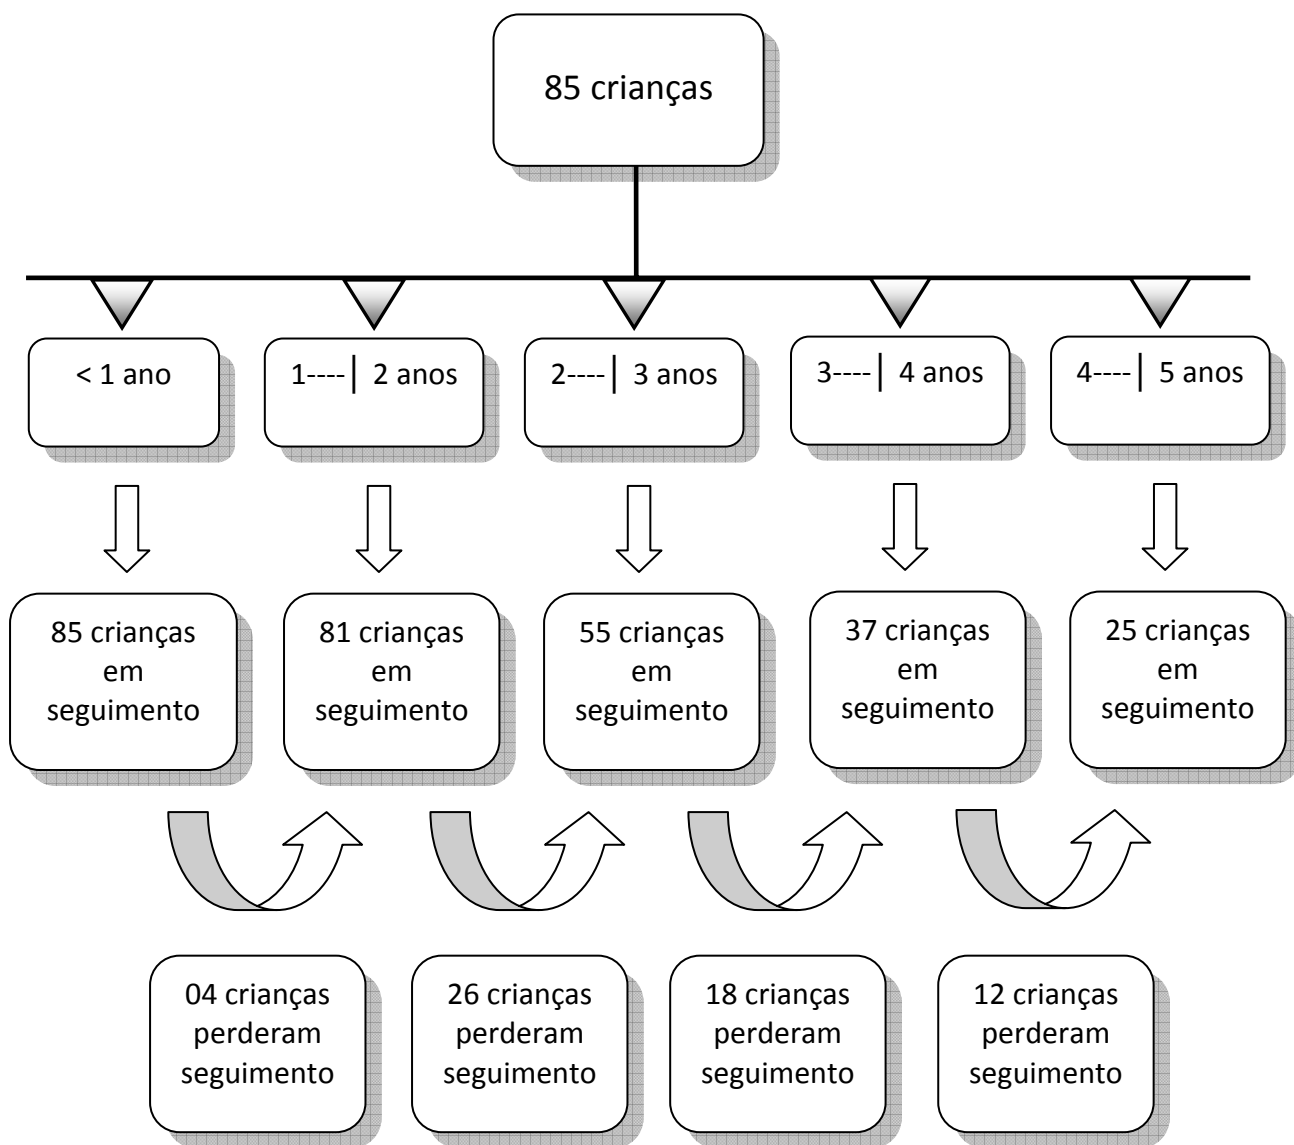 85 crianças
< 1 ano
1----| 2 anos
2----| 3 anos
3----| 4 anos
4----| 5 anos
85 crianças
em
seguimento
81 crianças
em
seguimento
55 crianças
em
seguimento
37 crianças
em
seguimento
25 crianças
em
seguimento
04 crianças
perderam
seguimento
26 crianças
perderam
seguimento
18 crianças
perderam
seguimento
12 crianças
perderam
seguimento